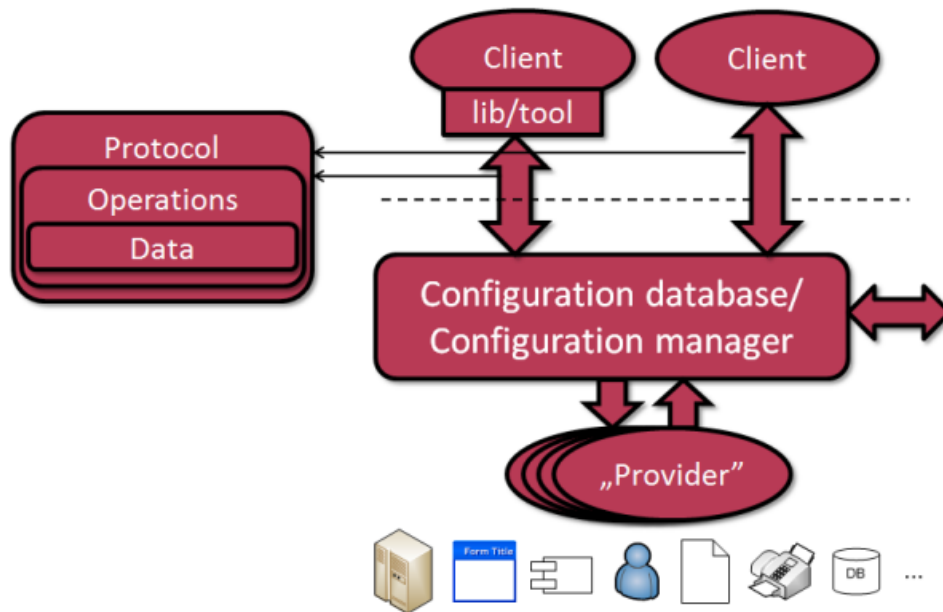 Client
Client
lib/tool
Protocol
Operations
Data
Configuration database/
Configuration manager
„Provider”
Form Title
DB
...